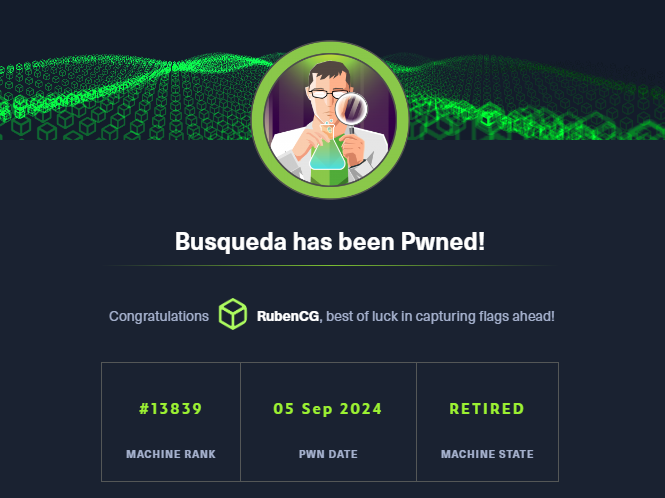 Busqueda has been Pwned!
Congratulations RubenCG, best of luck in capturing flags ahead!
#13839 05 Sep 2024 RETIRED
MACHINE RANK PWN DATE MACHINE STATE